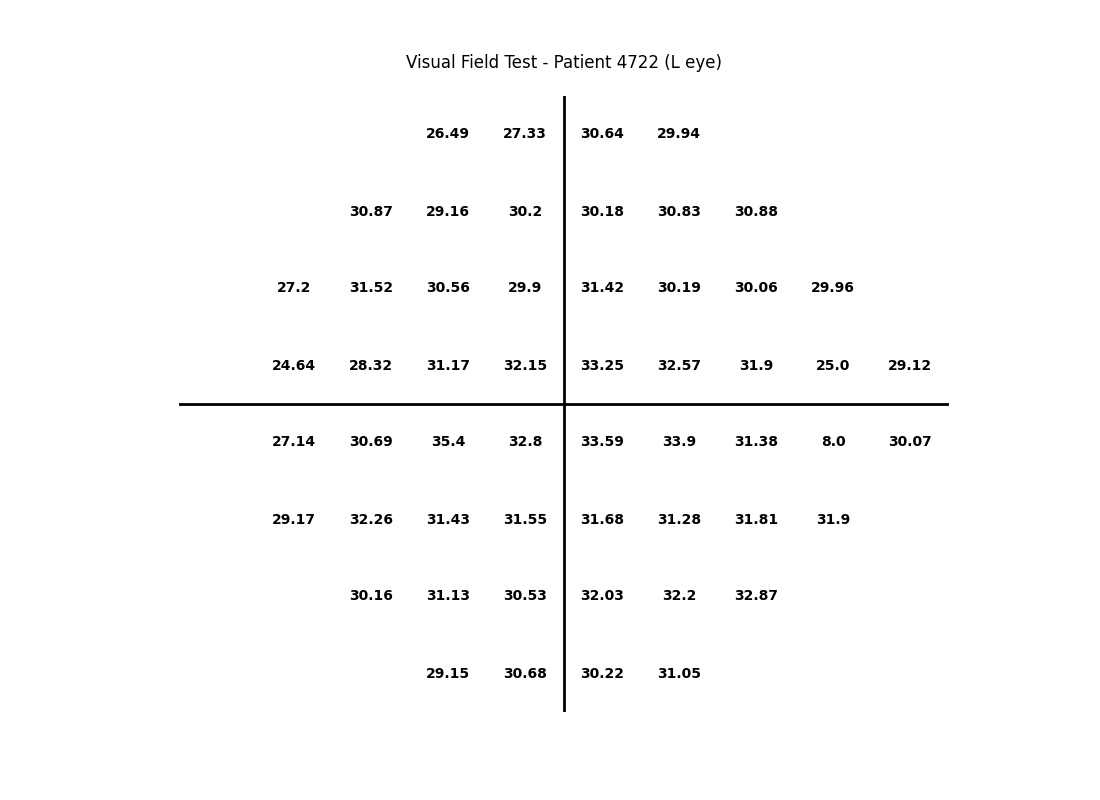 Visual Field Test - Patient 4722 (L eye)
26.49 27.33 30.64 29.94
30.87 29.16 30.2 30.18 30.83 30.88
27.2 31.52 30.56 29.9 31.42 30.19 30.06 29.96
24.64 28.32 31.17 32.15 33.25 32.57 31.9 25.0 29.12
27.14 30.69 35.4 32.8 33.59 33.9 31.38 8.0 30.07
29.17 32.26 31.43 31.55 31.68 31.28 31.81 31.9
30.16 31.13 30.53 32.03 32.2 32.87
29.15 30.68 30.22 31.05